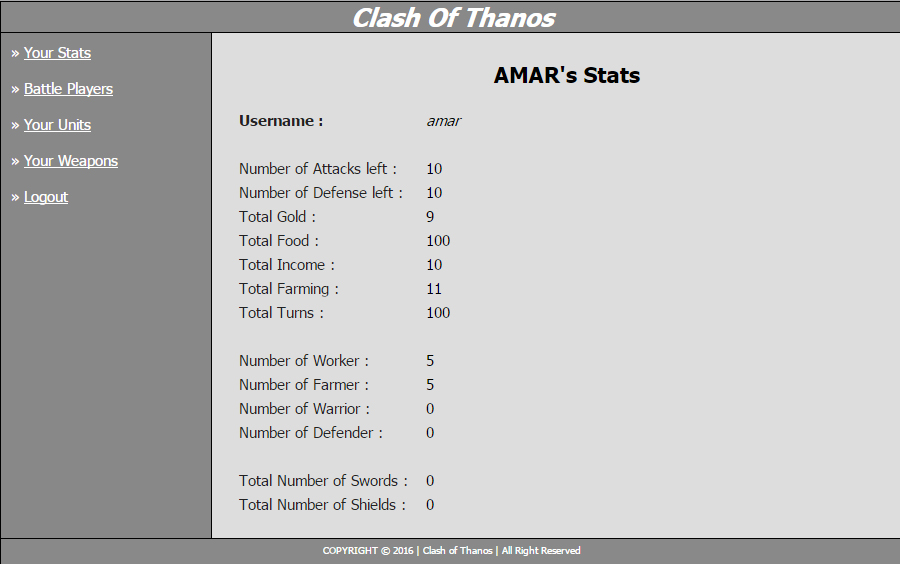 Clash Of Thanos
» Your Stats
» Battle Players
» Your Units
» Your Weapons
» Logout
AMAR's Stats
Username : amar
Number of Attacks left : 10
Number of Defense left : 10
Total Gold : 9
Total Food : 100
Total Income : 10
Total Farming : 11
Total Turns : 100
Number of Worker : 5
Number of Farmer : 5
Number of Warrior : 0
Number of Defender : 0
Total Number of Swords : 0
Total Number of Shields : 0
COPYRIGHT © 2016 | Clash of Thanos | All Right Reserved